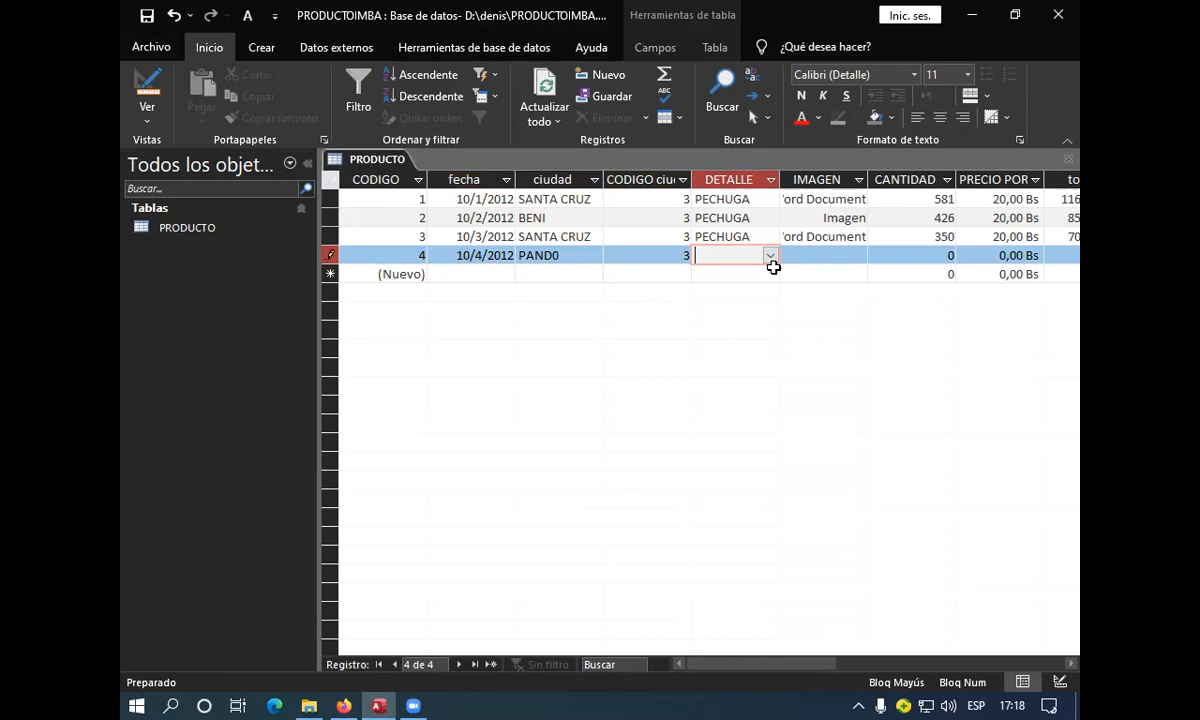 PRODUCTOIMBA : Base de datos- D:\denis\PRODUCTOIMBA....
Herramientas de tabla
Inic. ses.
Archivo Inicio Crear Datos externos Herramientas de base de datos Ayuda Campos Tabla ¿Qué desea hacer?
Ver
Vistas
Pegar
Cortar
Copiar
Copiar formato
Portapapeles
Filtro
Ascendente
Descendente
Quitar orden
Ordenar y filtrar
Actualizar
todo
Nuevo
Guardar
Eliminar
Registros
Buscar
Buscar
Calibri (Detalle) 11
N K S
Formato de texto
Todos los objet...
Buscar...
Tablas
PRODUCTO
PRODUCTO
CODIGO fecha ciudad CODIGO ciu DETALLE IMAGEN CANTIDAD PRECIO POR to
1 10/1/2012 SANTA CRUZ 3 PECHUGA 'ord Document 581 20,00 Bs 116
2 10/2/2012 BENI 3 PECHUGA Imagen 426 20,00 Bs 85
3 10/3/2012 SANTA CRUZ 3 PECHUGA 'ord Document 350 20,00 Bs 70
4 10/4/2012 PAND0 3 0 0,00 Bs
(Nuevo) 0 0,00 Bs
Registro: 4 de 4 Sin filtro Buscar
Preparado
Bloq Mayús Bloq Num
ESP 17:18